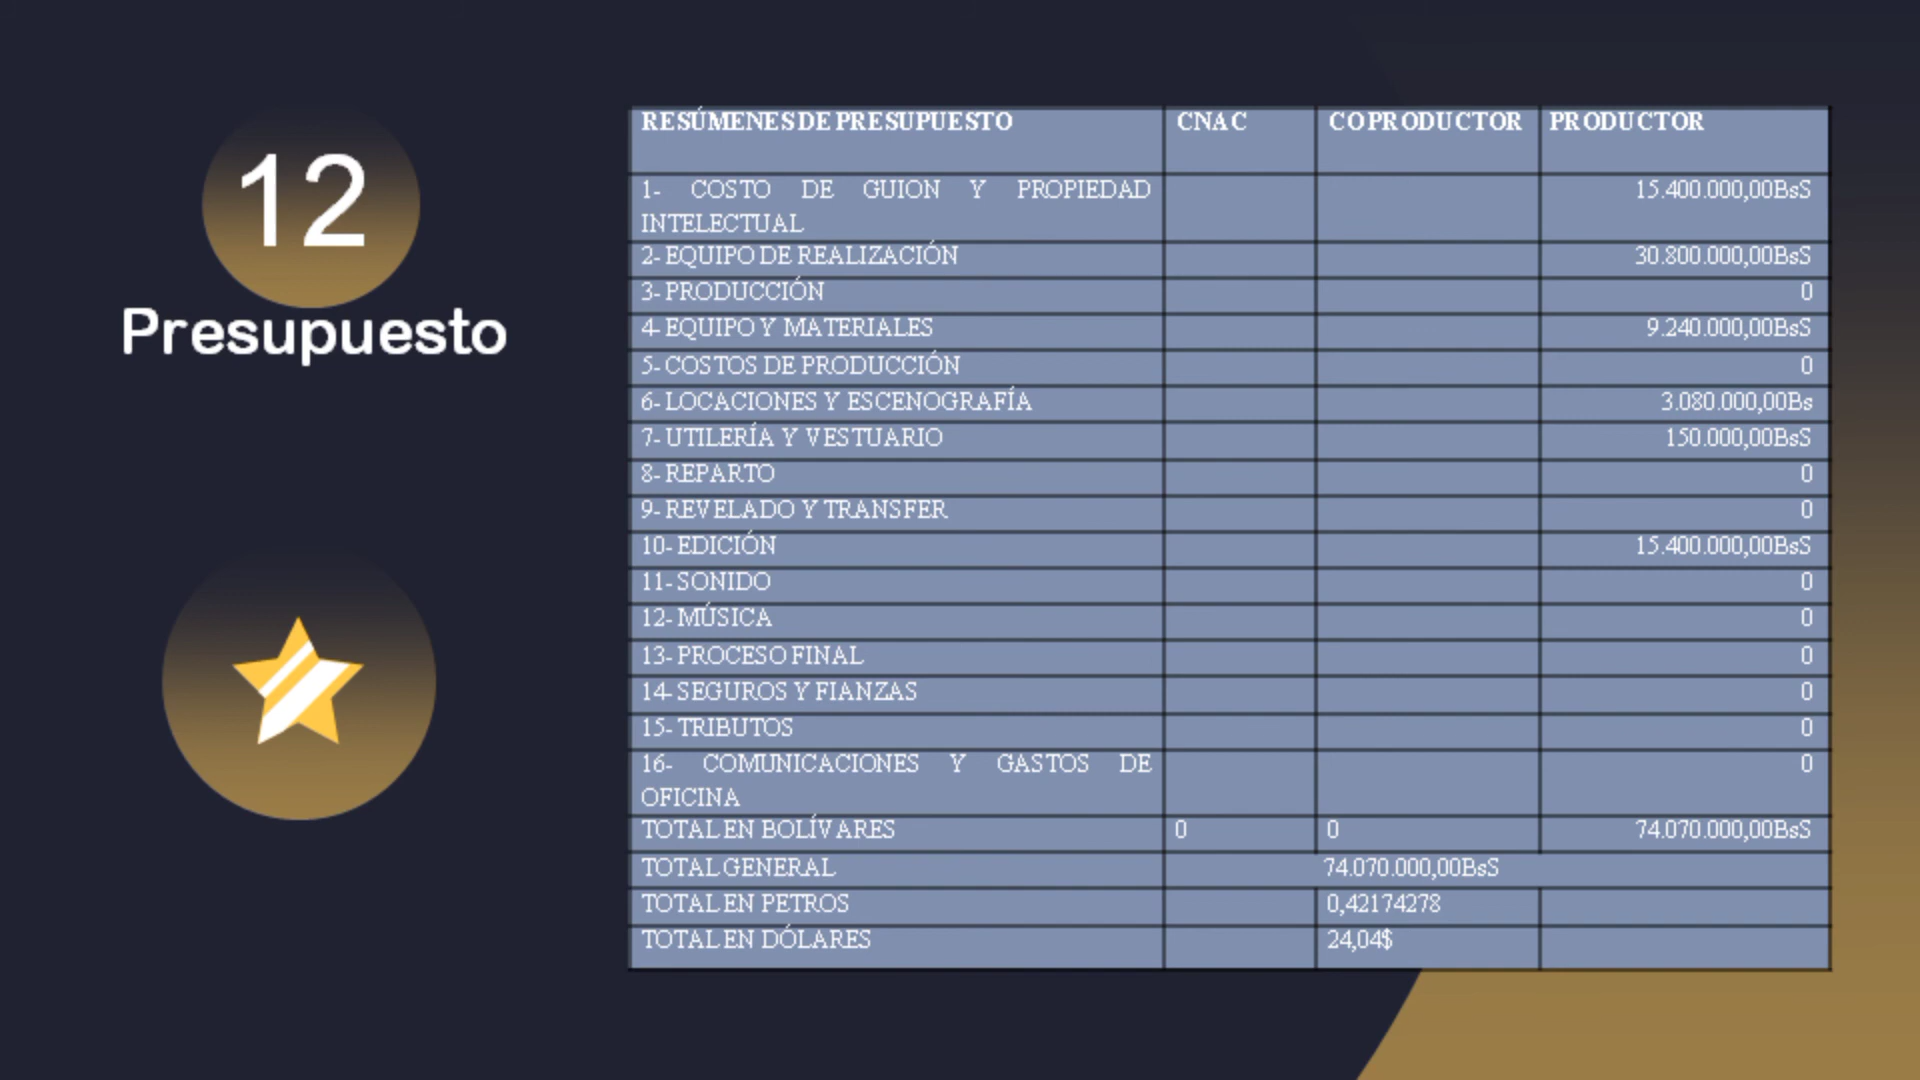 12
Presupuesto
RESÚMENES DE PRESUPUESTO CNAC COPRODUCTOR PRODUCTOR
1- COSTO DE GUION Y PROPIEDAD INTELECTUAL 15.400.000,00BsS
2- EQUIPO DE REALIZACIÓN 30.800.000,00BsS
3- PRODUCCIÓN 0
4- EQUIPO Y MATERIALES 9.240.000,00BsS
5- COSTOS DE PRODUCCIÓN 0
6- LOCACIONES Y ESCENOGRAFÍA 3.080.000,00Bs
7- UTILERÍA Y VESTUARIO 150.000,00BsS
8- REPARTO 0
9- REVELADO Y TRANSFER 0
10- EDICIÓN 15.400.000,00BsS
11- SONIDO 0
12- MÚSICA 0
13- PROCESO FINAL 0
14- SEGUROS Y FIANZAS 0
15- TRIBUTOS 0
16- COMUNICACIONES Y GASTOS DE OFICINA 0
TOTAL EN BOLÍVARES 0 0 74.070.000,00BsS
TOTAL GENERAL 74.070.000,00BsS
TOTAL EN PETROS 0,42174278
TOTAL EN DÓLARES 24,04$